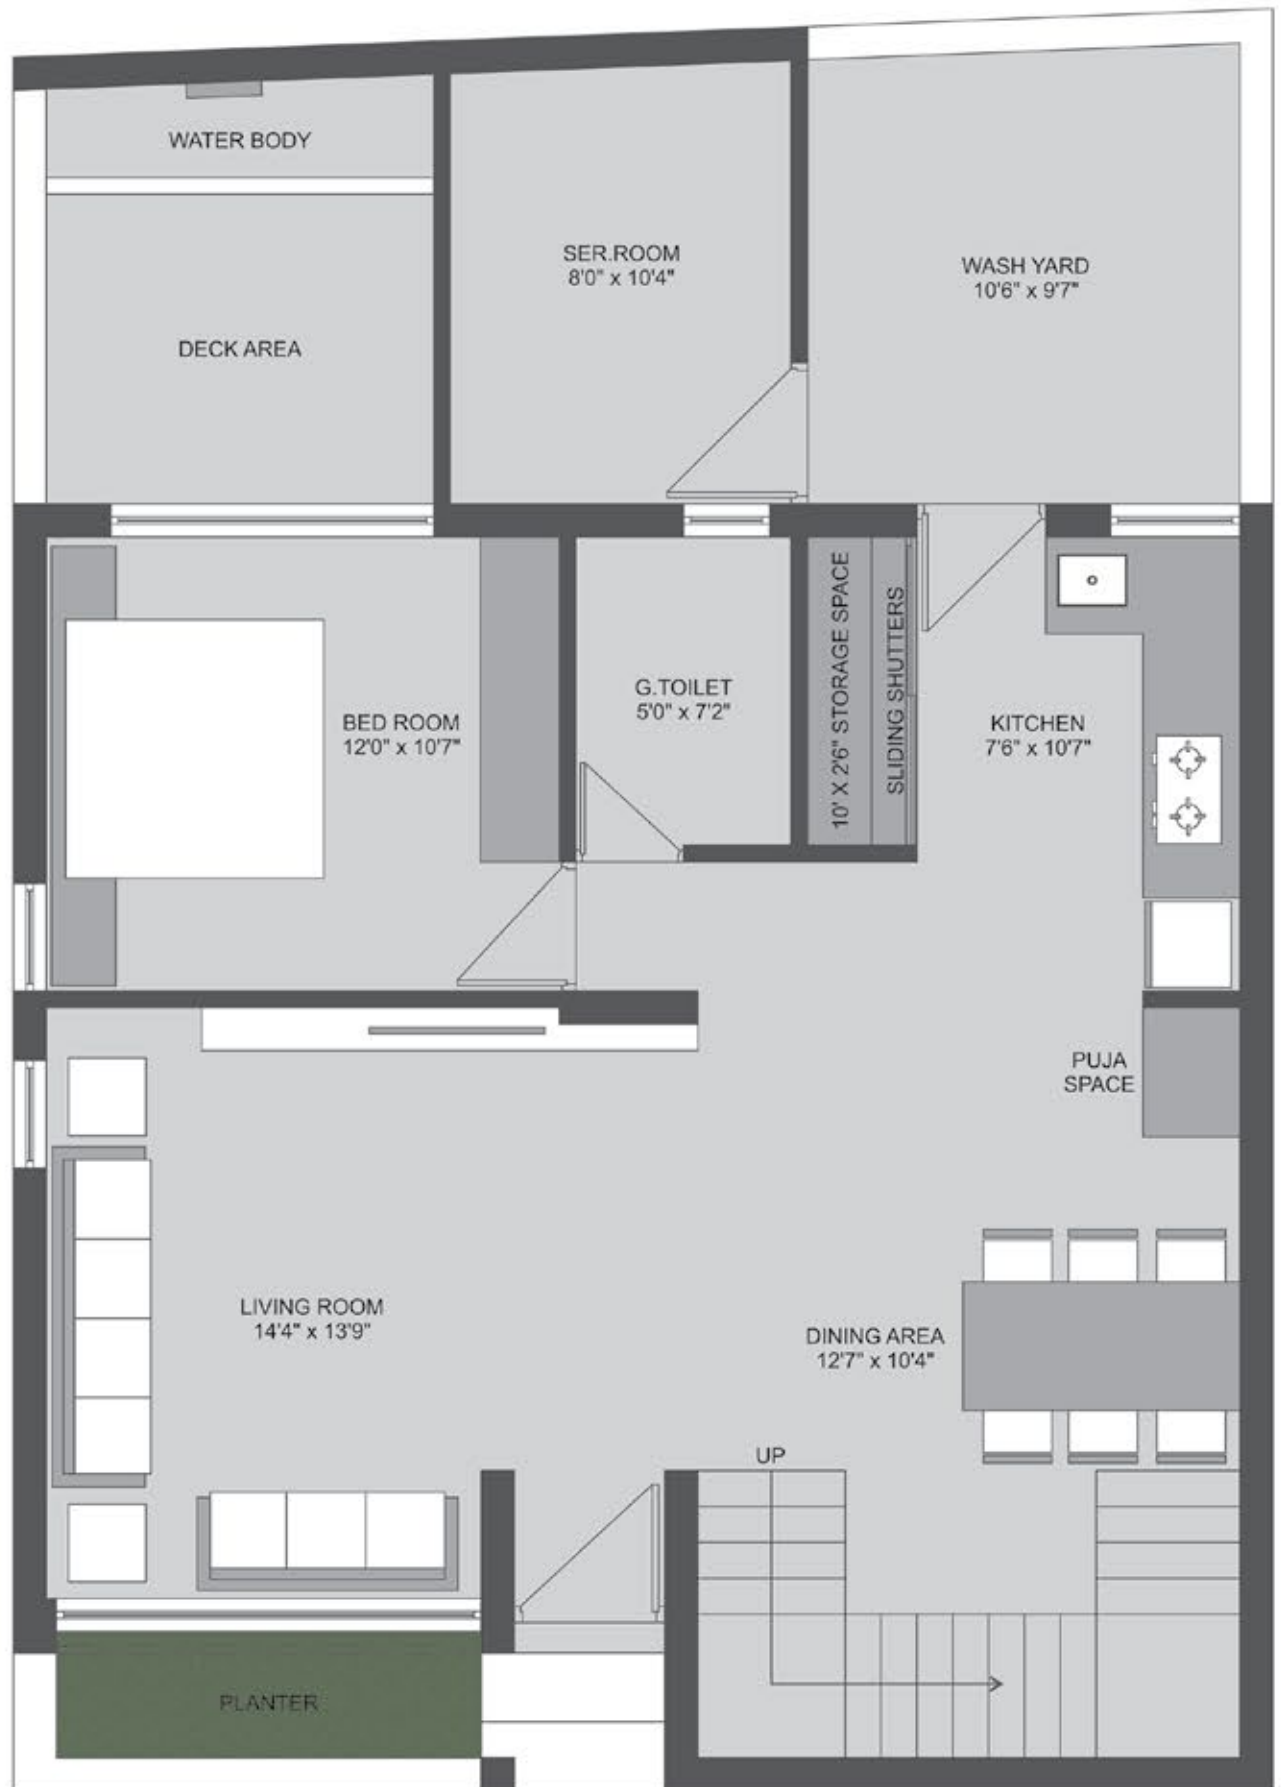 WATER BODY
SER.ROOM
8'0" x 10'4"
WASH YARD
10'6" x 9'7"
DECK AREA
BED ROOM
12'0" x 10'7"
G.TOILET
5'0" x 7'2"
10' X 2'6" STORAGE SPACE
SLIDING SHUTTERS
KITCHEN
7'6" x 10'7"
PUJA
SPACE
LIVING ROOM
14'4" x 13'9"
DINING AREA
12'7" x 10'4"
UP
PLANTER